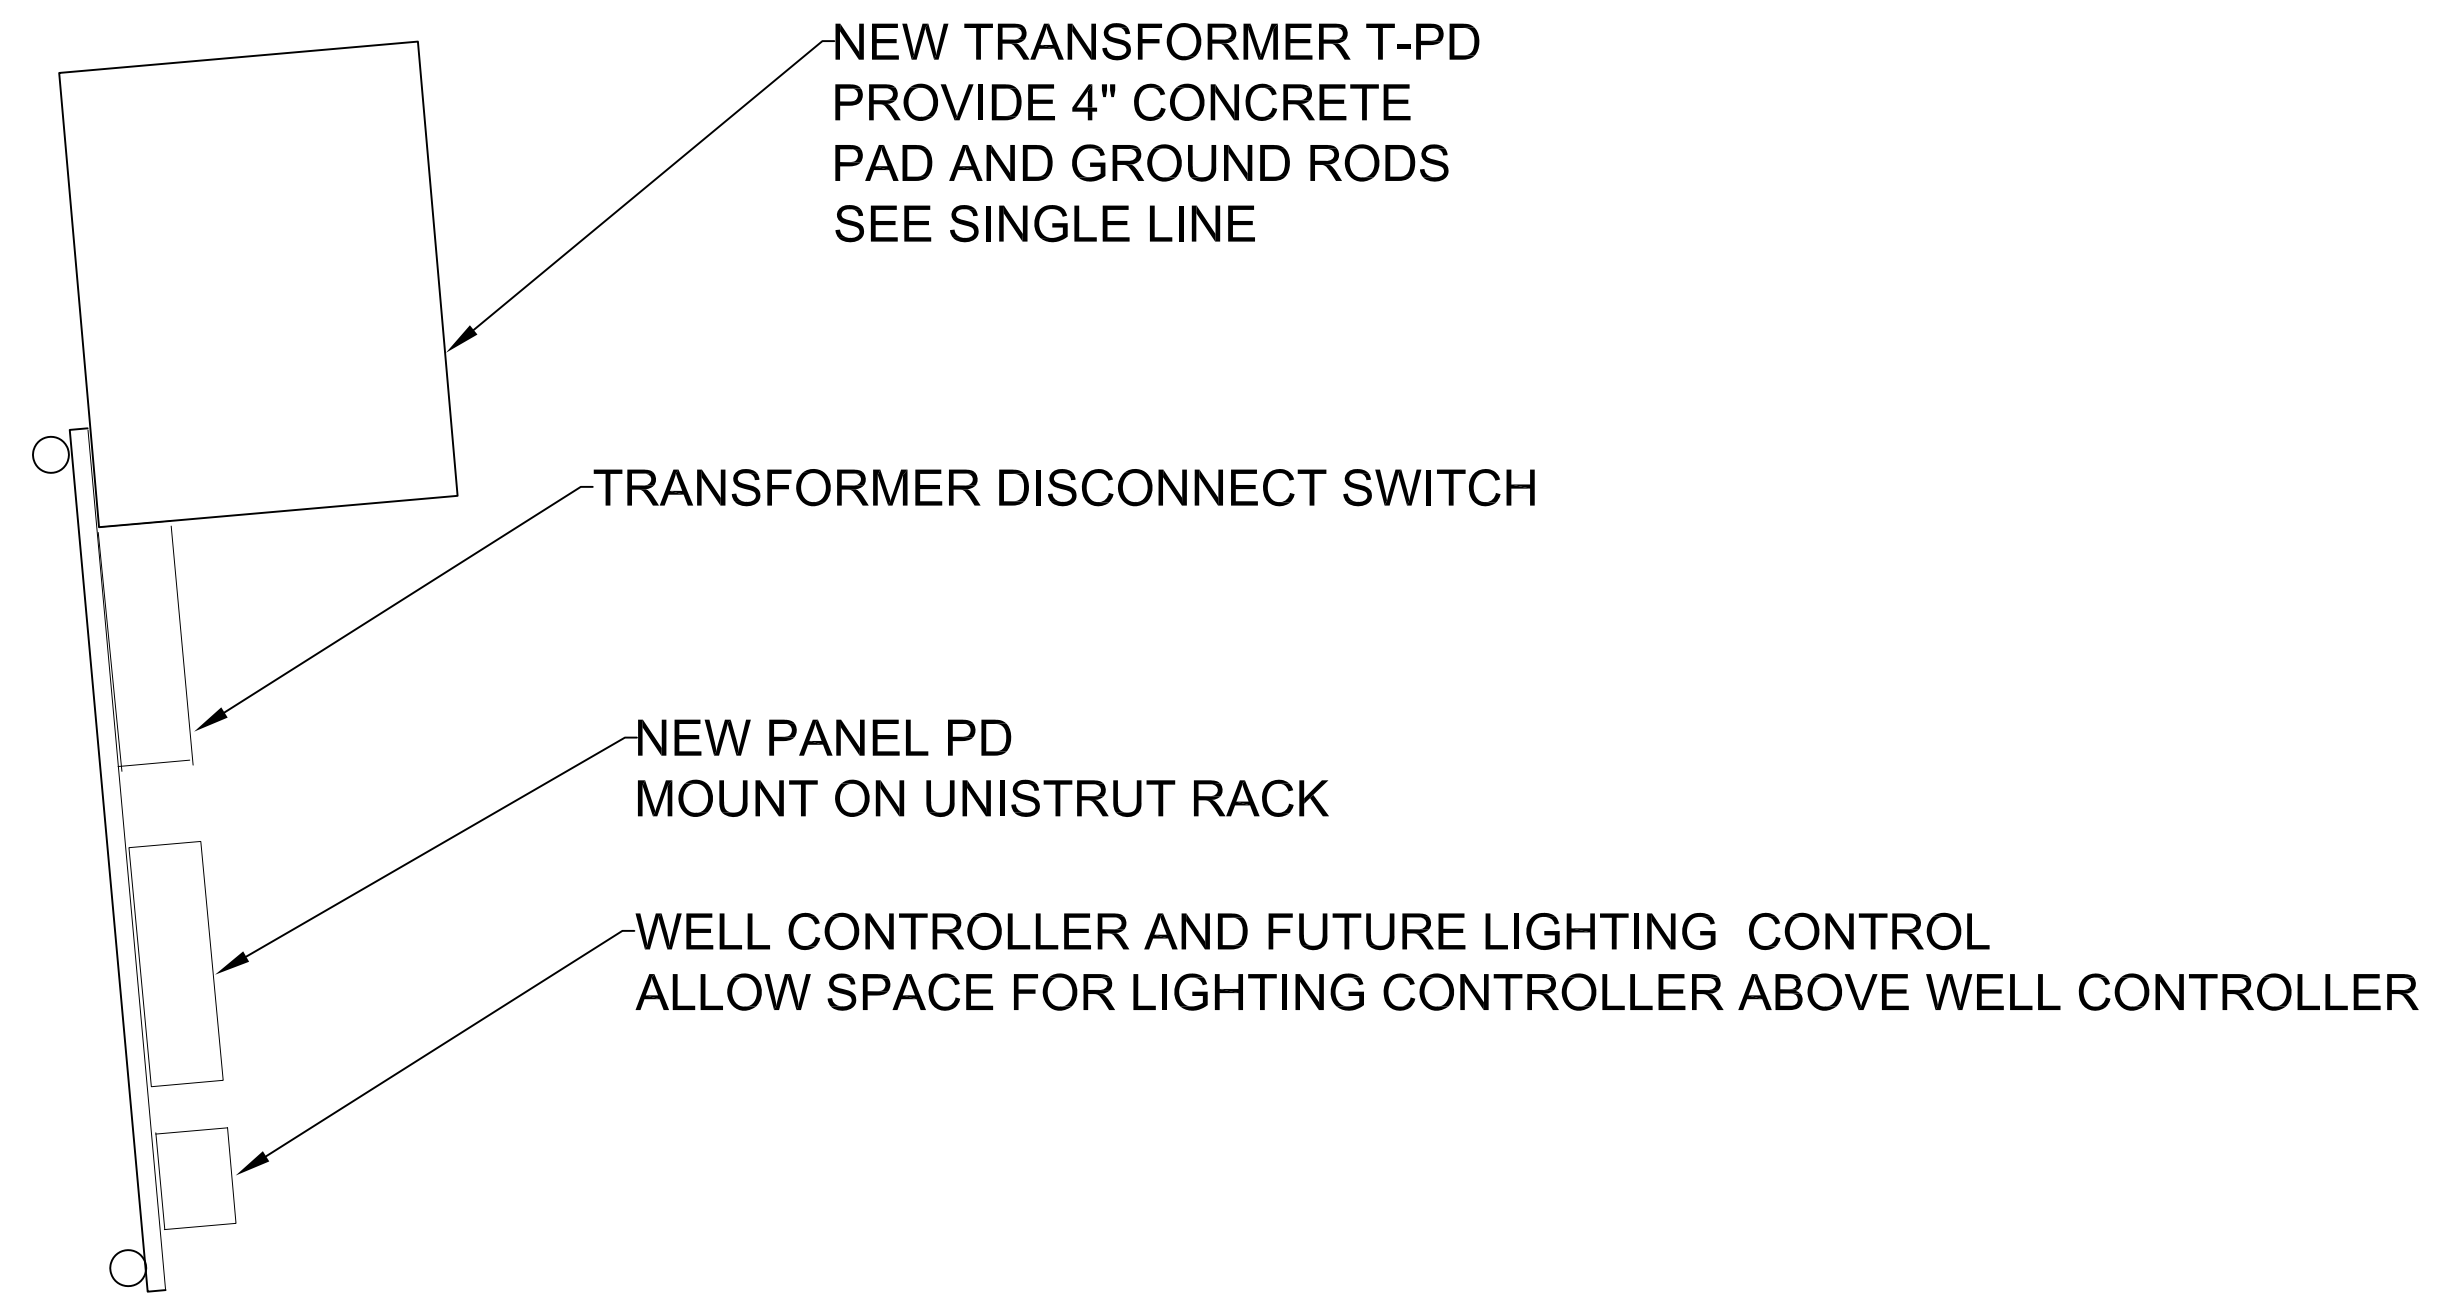 NEW TRANSFORMER T-PD
PROVIDE 4" CONCRETE
PAD AND GROUND RODS
SEE SINGLE LINE
TRANSFORMER DISCONNECT SWITCH
NEW PANEL PD
MOUNT ON UNISTRUT RACK
WELL CONTROLLER AND FUTURE LIGHTING  CONTROL
ALLOW SPACE FOR LIGHTING CONTROLLER ABOVE WELL CONTROLLER